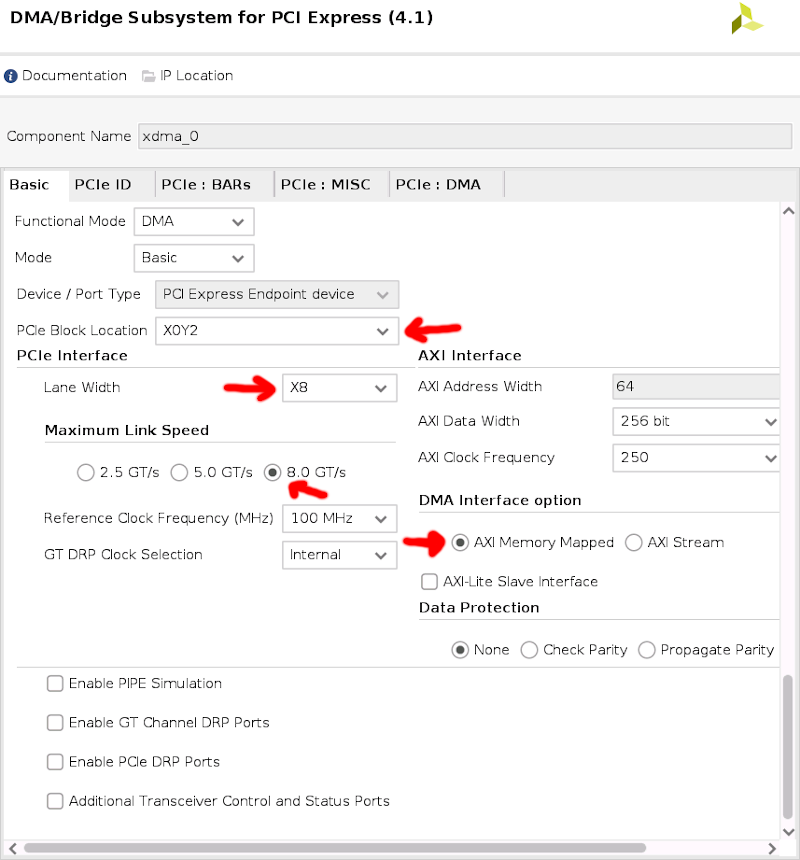 DMA/Bridge Subsystem for PCI Express (4.1)
Documentation IP Location
Component Name xdma_0
Basic PCIe ID PCIe : BARs PCIe : MISC PCIe : DMA
Functional Mode DMA
Mode Basic
Device / Port Type PCI Express Endpoint device
PCIe Block Location X0Y2
PCIe Interface AXI Interface
Lane Width X8 AXI Address Width 64
Maximum Link Speed AXI Data Width 256 bit
2.5 GT/s 5.0 GT/s 8.0 GT/s AXI Clock Frequency 250
Reference Clock Frequency (MHz) 100 MHz DMA Interface option
GT DRP Clock Selection Internal AXI Memory Mapped AXI Stream
AXI-Lite Slave Interface
Data Protection
None Check Parity Propagate Parity
Enable PIPE Simulation
Enable GT Channel DRP Ports
Enable PCIe DRP Ports
Additional Transceiver Control and Status Ports